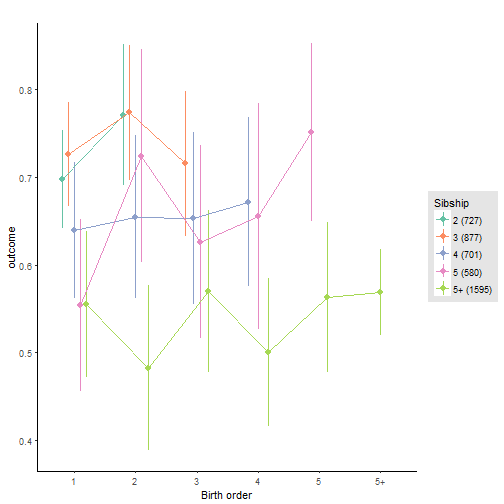 0.8
0.7
0.6
0.5
0.4
outcome
1 2 3 4 5 5+
Birth order
Sibship
2 (727)
3 (877)
4 (701)
5 (580)
5+ (1595)